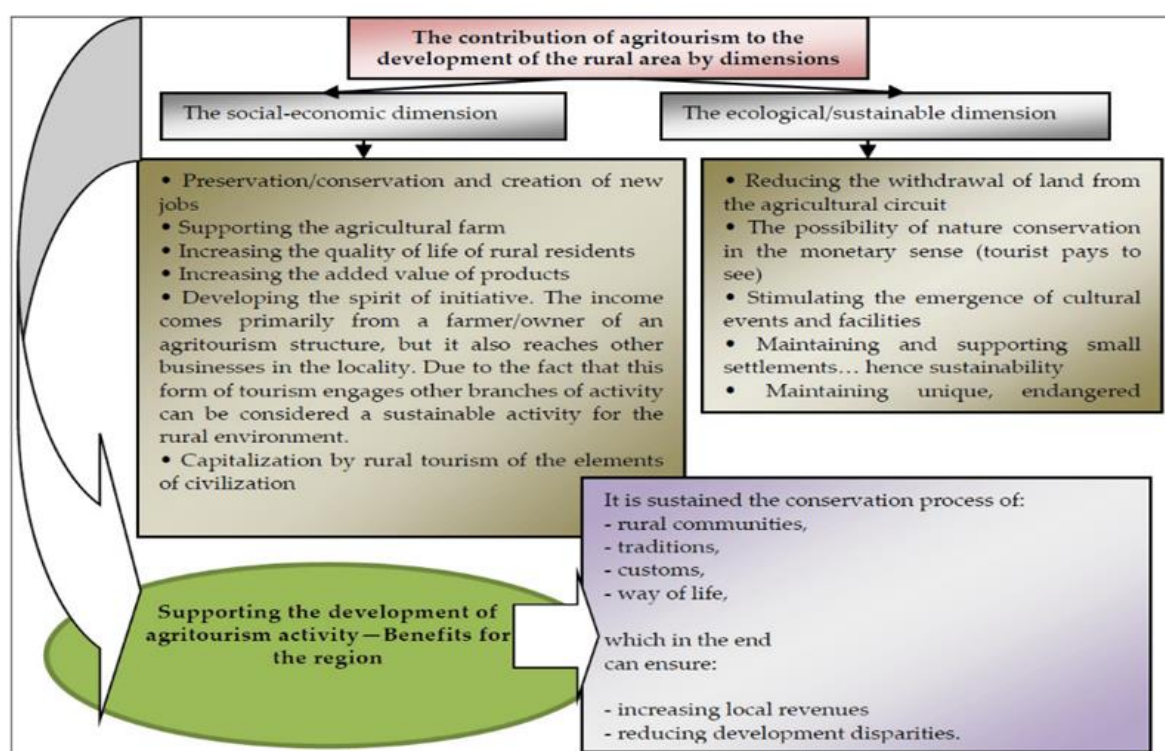 The contribution of agritourism to the
development of the rural area by dimensions
The social-economic dimension
The ecological/sustainable dimension
• Preservation/conservation and creation of new
jobs
• Supporting the agricultural farm
• Increasing the quality of life of rural residents
• Increasing the added value of products
• Developing the spirit of initiative. The income
comes primarily from a farmer/owner of an
agritourism structure, but it also reaches other
businesses in the locality. Due to the fact that this
form of tourism engages other branches of activity
can be considered a sustainable activity for the
rural environment.
• Capitalization by rural tourism of the elements
of civilization
• Reducing the withdrawal of land from
the agricultural circuit
• The possibility of nature conservation
in the monetary sense (tourist pays to
see)
• Stimulating the emergence of cultural
events and facilities
• Maintaining and supporting small
settlements… hence sustainability
• Maintaining unique, endangered
Supporting the development of
agritourism activity—Benefits for
the region
It is sustained the conservation process of:
- rural communities,
- traditions,
- customs,
- way of life,
which in the end
can ensure:
- increasing local revenues
- reducing development disparities.